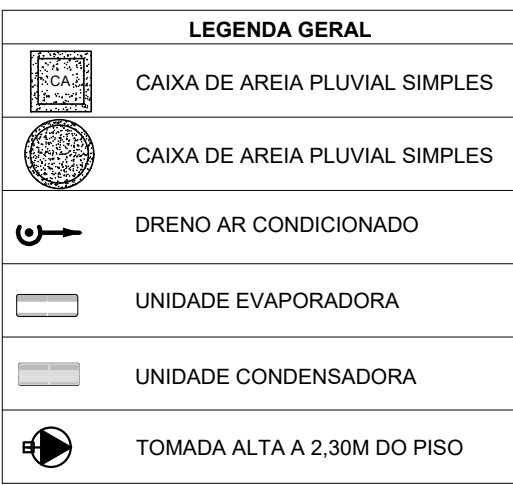 LEGENDA GERAL
CA
CAIXA DE AREIA PLUVIAL SIMPLES
CAIXA DE AREIA PLUVIAL SIMPLES
DRENO AR CONDICIONADO
UNIDADE EVAPORADORA
UNIDADE CONDENSADORA
TOMADA ALTA A 2,30M DO PISO